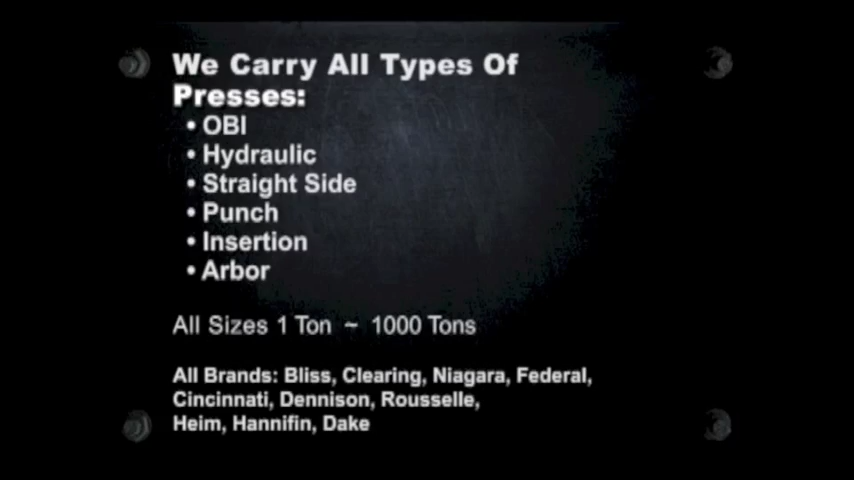 We Carry All Types Of
Presses:
• OBI
• Hydraulic
• Straight Side
• Punch
• Insertion
• Arbor
All Sizes 1 Ton ~ 1000 Tons
All Brands: Bliss, Clearing, Niagara, Federal,
Cincinnati, Dennison, Rousselle,
Heim, Hannifin, Dake